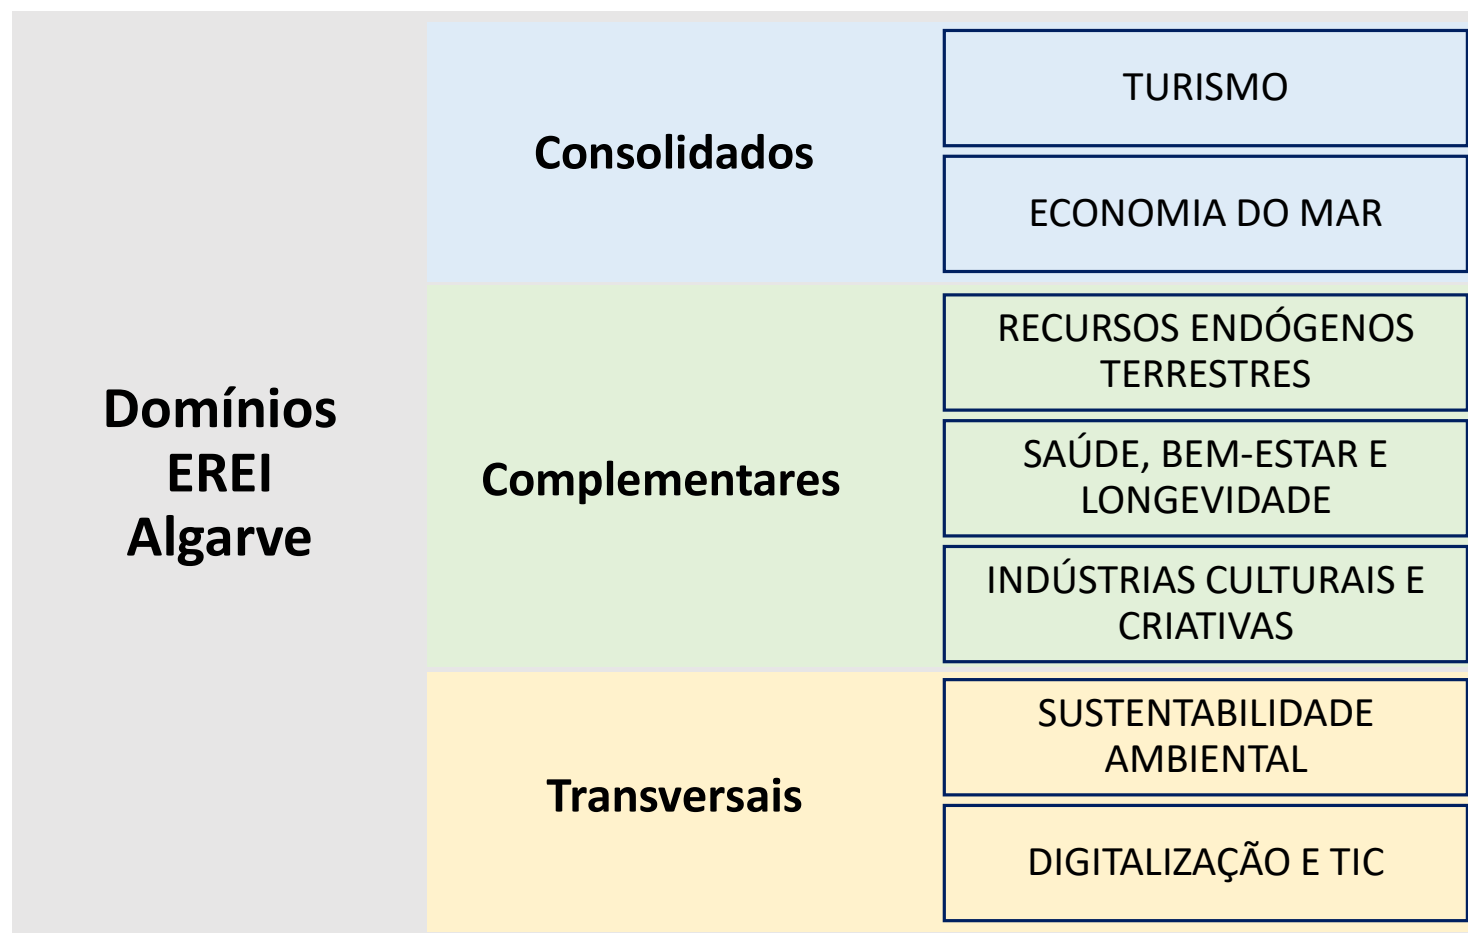 Domínios
EREI
Algarve
Consolidados
TURISMO
ECONOMIA DO MAR
Complementares
RECURSOS ENDÓGENOS
TERRESTRES
SAÚDE, BEM-ESTAR E
LONGEVIDADE
INDÚSTRIAS CULTURAIS E
CRIATIVAS
Transversais
SUSTENTABILIDADE
AMBIENTAL
DIGITALIZAÇÃO E TIC